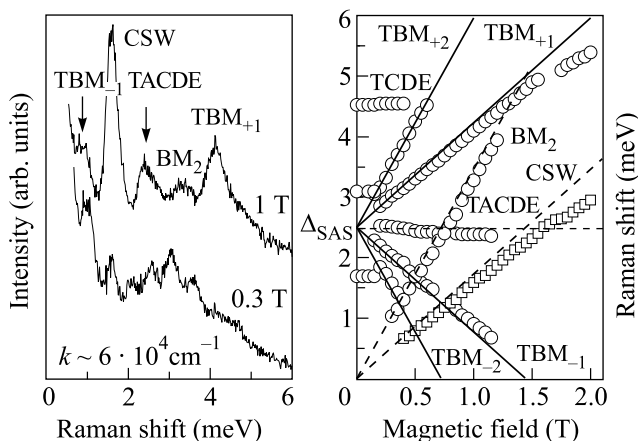 Intensity (arb. units)
CSW
TBM₋₁
TACDE
TBM₊₁
BM₂
1 T
0.3 T
k ~ 6 · 10⁴cm⁻¹
0 2 4 6
Raman shift (meV)
6
5
4
3
Δ_SAS
2
1
TBM₊₂
TBM₊₁
TCDE
BM₂
CSW
TACDE
TBM₋₂
TBM₋₁
0 0.5 1.0 1.5 2.0
Magnetic field (T)
Raman shift (meV)